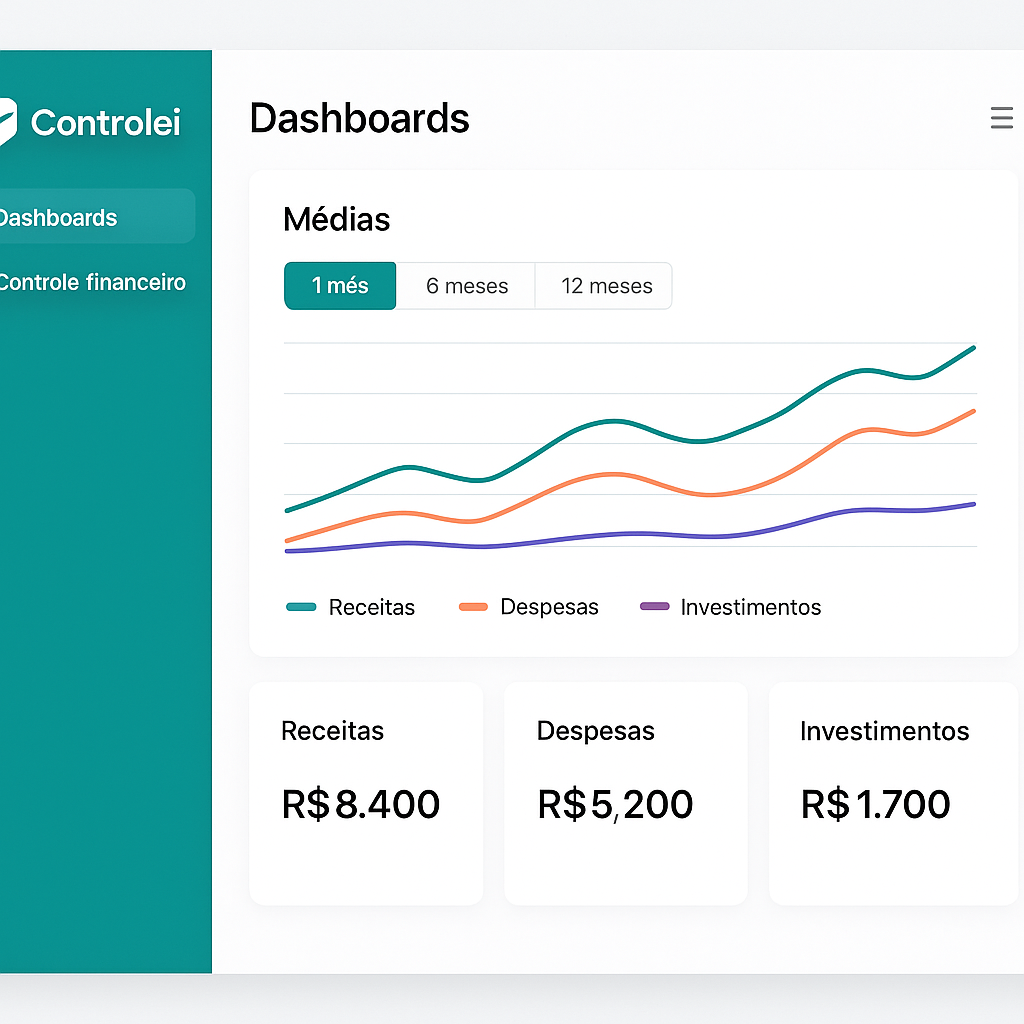 Controlei
Dashboards
Controle financeiro
Dashboards
Médias
1 més 6 meses 12 meses
Receitas Despesas Investimentos
Receitas Despesas Investimentos
R$ 8.400 R$ 5,200 R$ 1.700